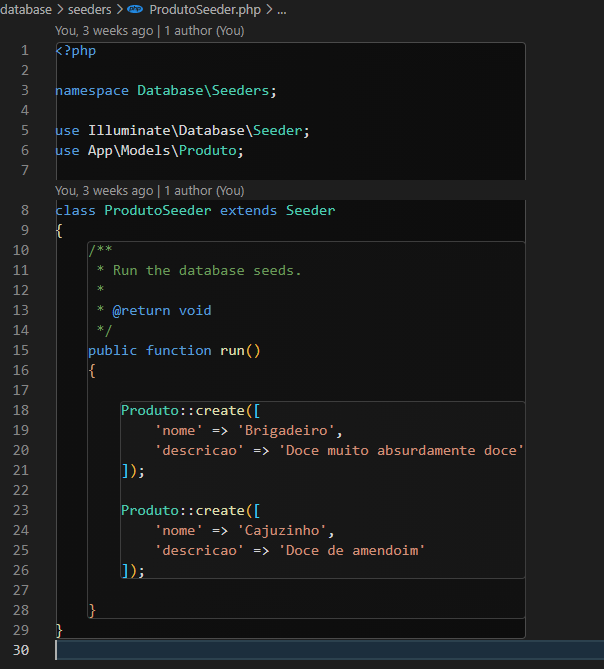 database > seeders > php ProdutoSeeder.php > ...
You, 3 weeks ago | 1 author (You)
1 <?php
2
3 namespace Database\Seeders;
4
5 use Illuminate\Database\Seeder;
6 use App\Models\Produto;
7
You, 3 weeks ago | 1 author (You)
8 class ProdutoSeeder extends Seeder
9 {
10 /**
11 * Run the database seeds.
12 *
13 * @return void
14 */
15 public function run()
16 {
17
18 Produto::create([
19 'nome' => 'Brigadeiro',
20 'descricao' => 'Doce muito absurdamente doce'
21 ]);
22
23 Produto::create([
24 'nome' => 'Cajuzinho',
25 'descricao' => 'Doce de amendoim'
26 ]);
27
28 }
29 }
30